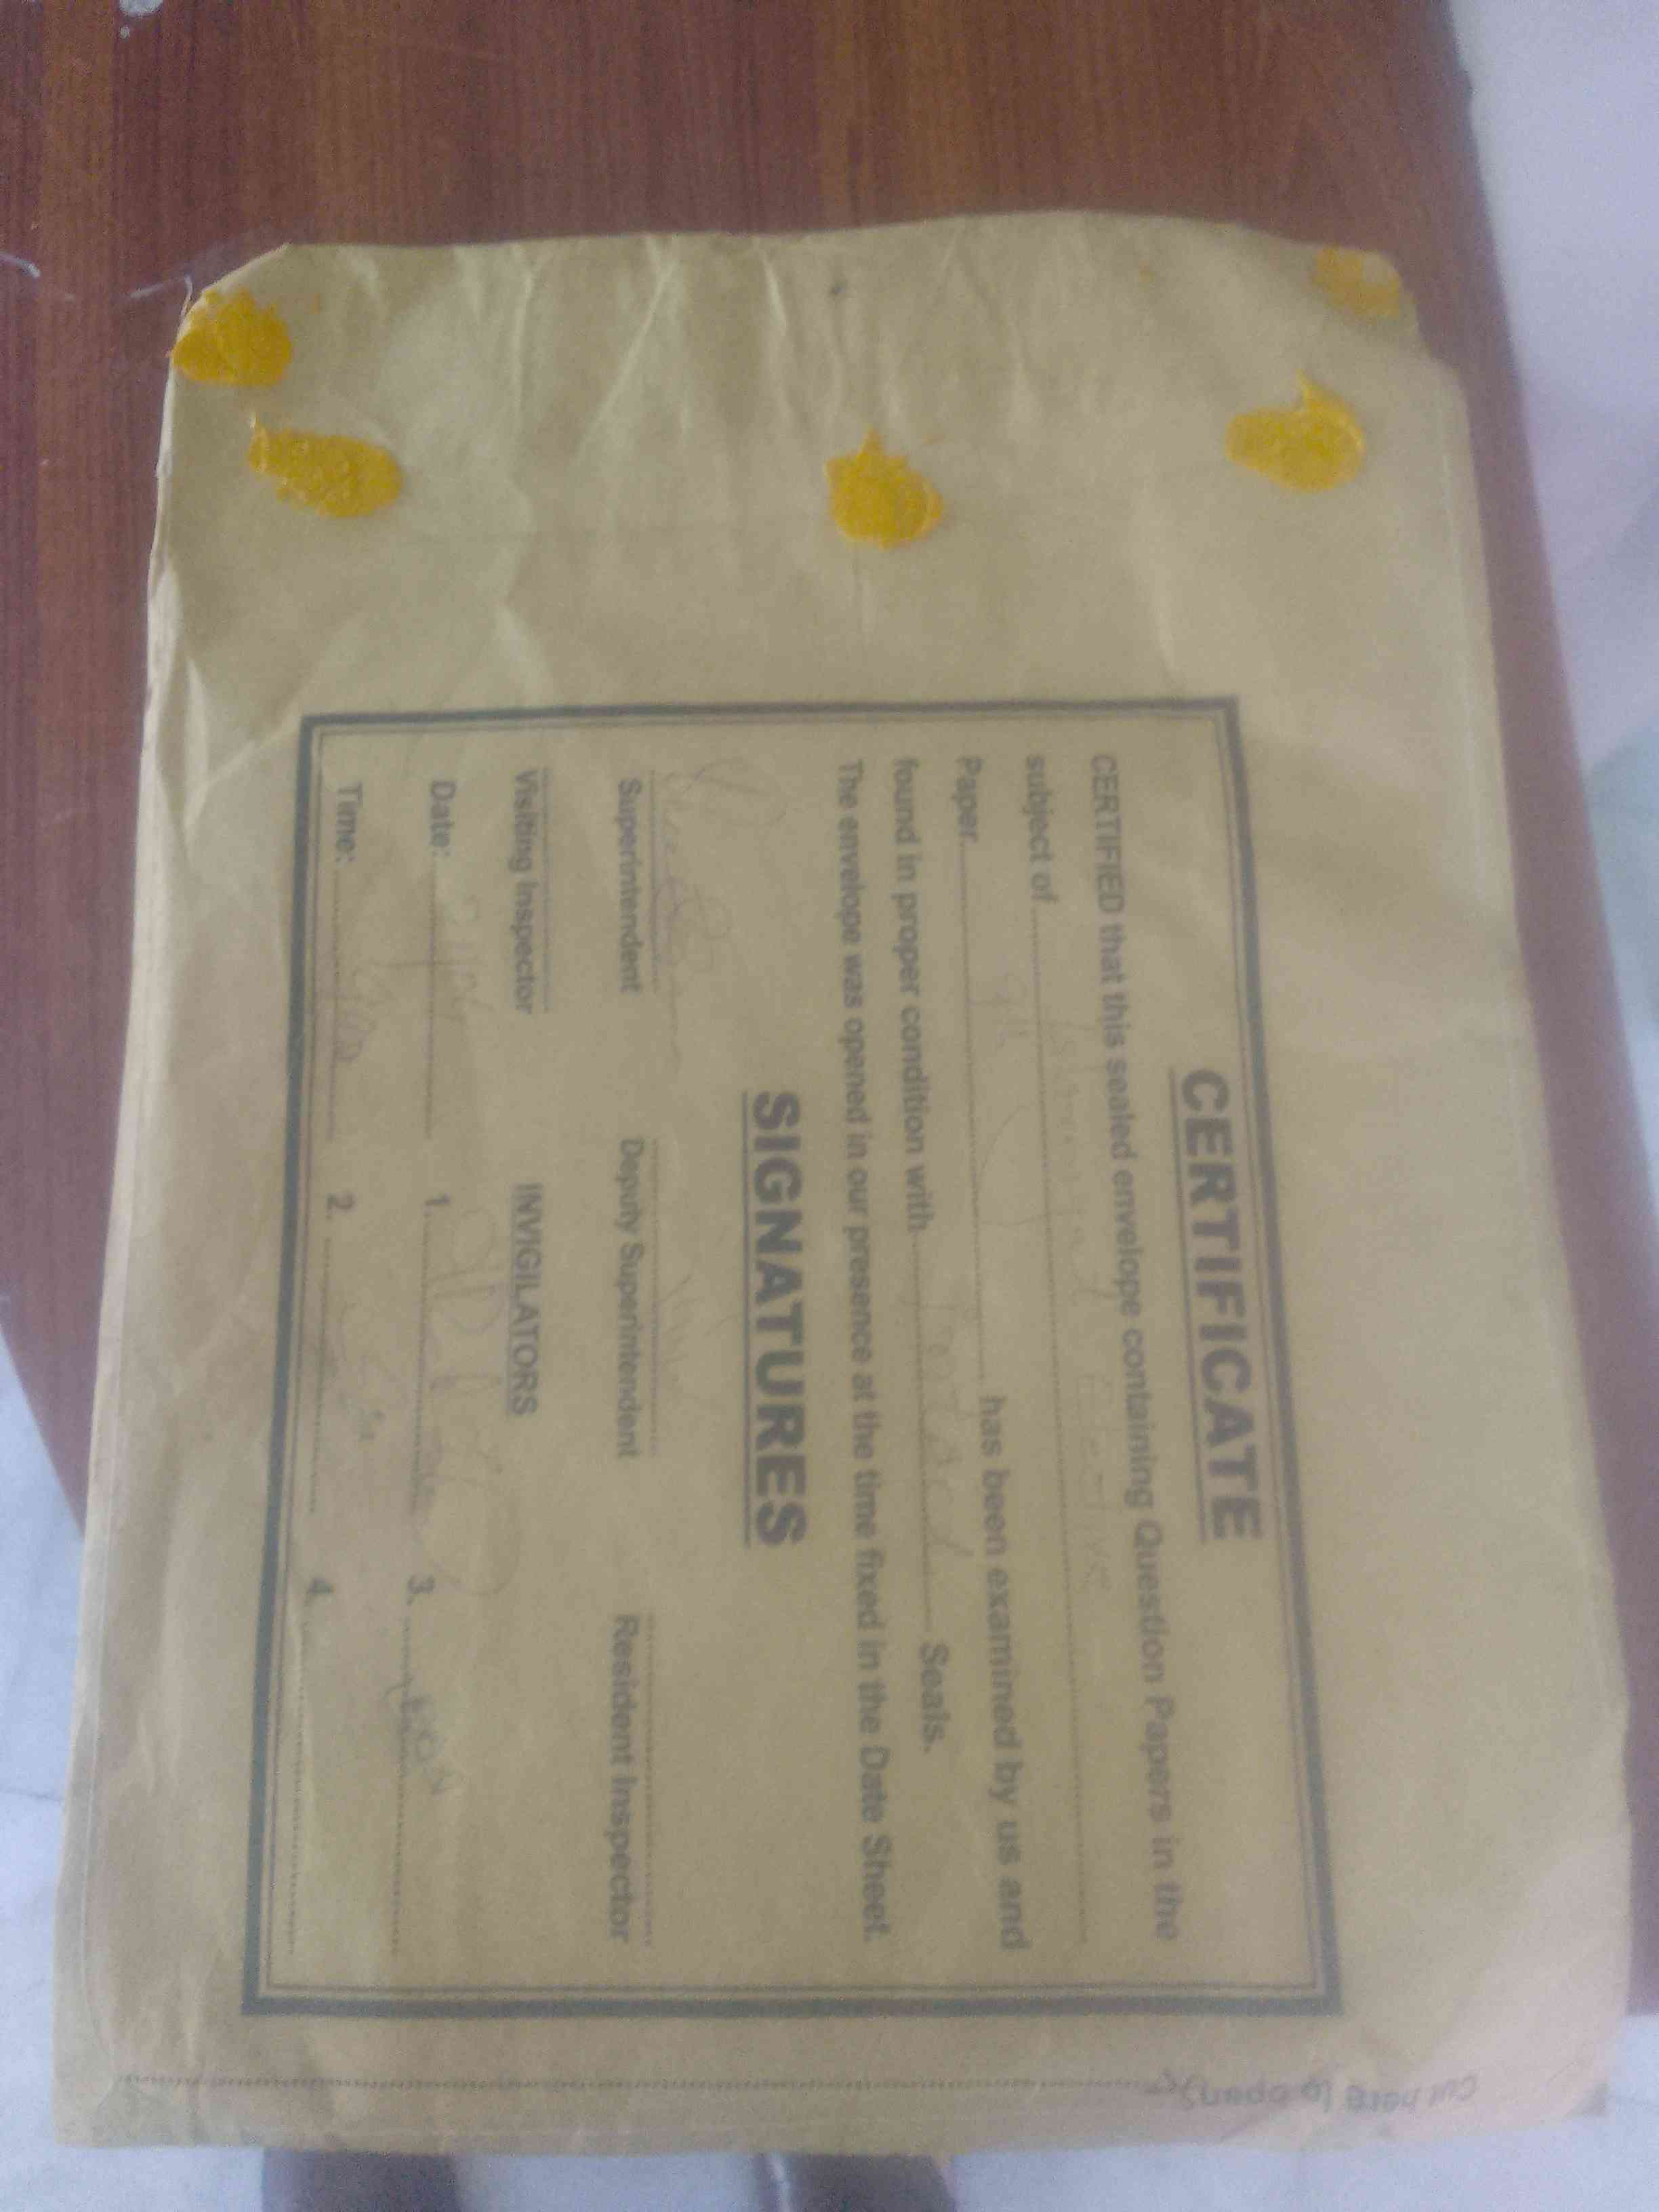 CERTIFICATE
CERTIFIED that this sealed envelope containing Question Papers in the
subject of
Paper 9th has been examined by us and
found in proper condition with Seals.
The envelope was opened in our presence at the time fixed in the Date Sheet.
SIGNATURES
Superintendent Deputy Superintendent Resident Inspector
Visiting Inspector INVIGILATORS
Date: 1. 3.
Time: 2. 4.
Cut here to open